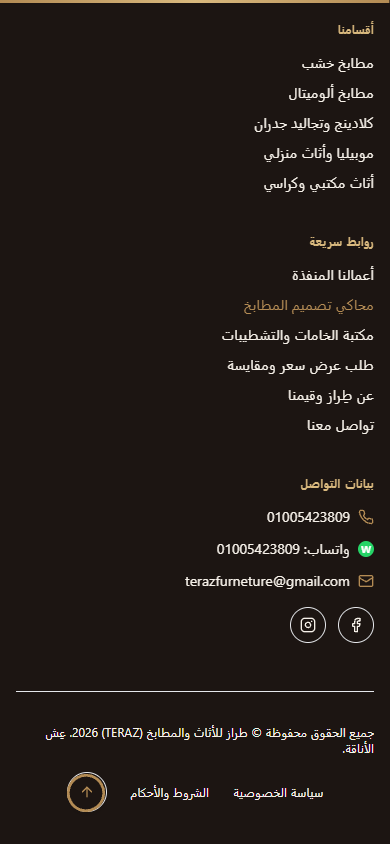 أقسامنا
مطابخ خشب
مطابخ ألوميتال
كلادينج وتجاليد جدران
موبيليا وأثاث منزلي
أثاث مكتبي وكراسي
روابط سريعة
أعمالنا المنفذة
محاكي تصميم المطابخ
مكتبة الخامات والتشطيبات
طلب عرض سعر ومقايسة
عن طِراز وقيمنا
تواصل معنا
بيانات التواصل
01005423809
واتساب: 01005423809
terazfurneture@gmail.com
جميع الحقوق محفوظة © طراز للأثاث والمطابخ (TERAZ) 2026. عِش
الأناقة.
سياسة الخصوصية
الشروط والأحكام